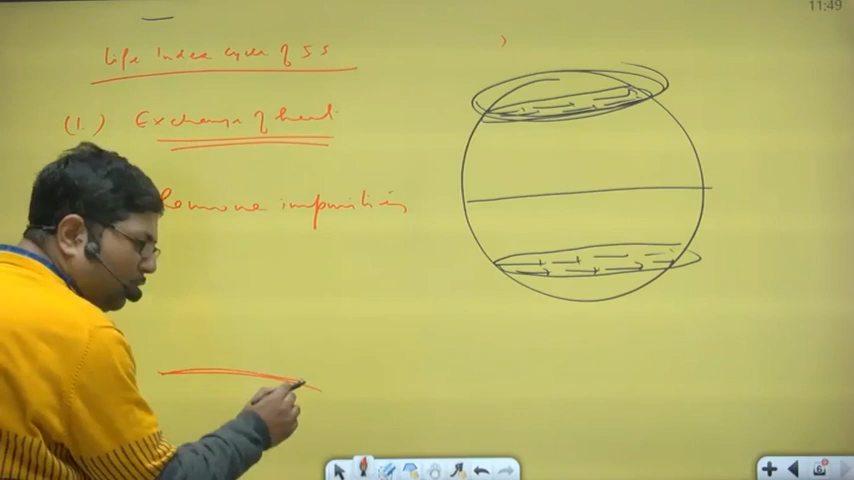 11:49
Life Index cycle of SS
(1.) Exchange of heat
Remove impurities